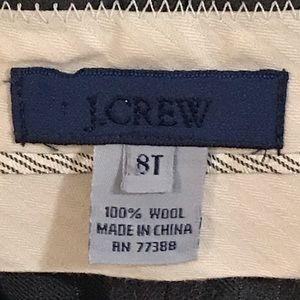 J.CREW
8T
100% WOOL
MADE IN CHINA
RN 77388